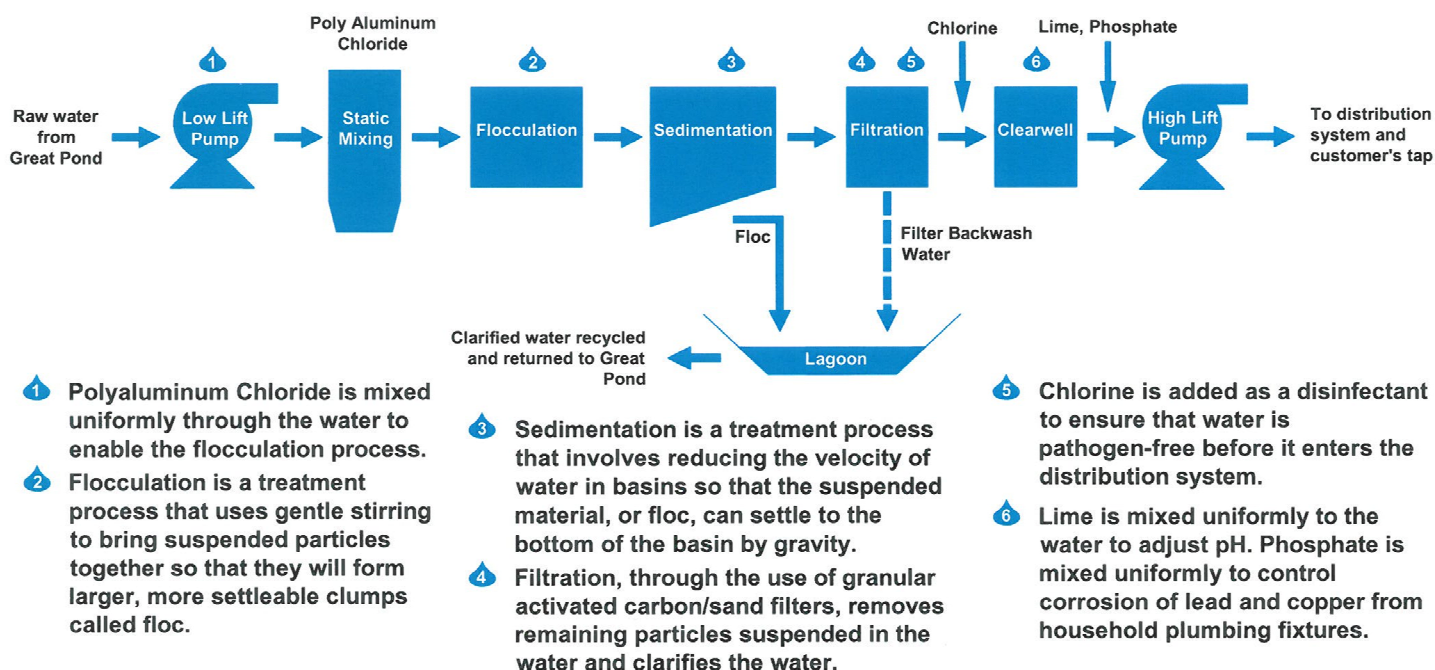 Poly Aluminum
Chloride
Chlorine
Lime, Phosphate
1
2
3
4
5
6
Raw water
from
Great Pond
Low Lift
Pump
Static
Mixing
Flocculation
Sedimentation
Filtration
Clearwell
High Lift
Pump
To distribution
system and
customer's tap
Floc
Filter Backwash
Water
Clarified water recycled
and returned to Great
Pond
Lagoon
1 Polyaluminum Chloride is mixed
uniformly through the water to
enable the flocculation process.
2 Flocculation is a treatment
process that uses gentle stirring
to bring suspended particles
together so that they will form
larger, more settleable clumps
called floc.
3 Sedimentation is a treatment process
that involves reducing the velocity of
water in basins so that the suspended
material, or floc, can settle to the
bottom of the basin by gravity.
4 Filtration, through the use of granular
activated carbon/sand filters, removes
remaining particles suspended in the
water and clarifies the water.
5 Chlorine is added as a disinfectant
to ensure that water is
pathogen-free before it enters the
distribution system.
6 Lime is mixed uniformly to the
water to adjust pH. Phosphate is
mixed uniformly to control
corrosion of lead and copper from
household plumbing fixtures.